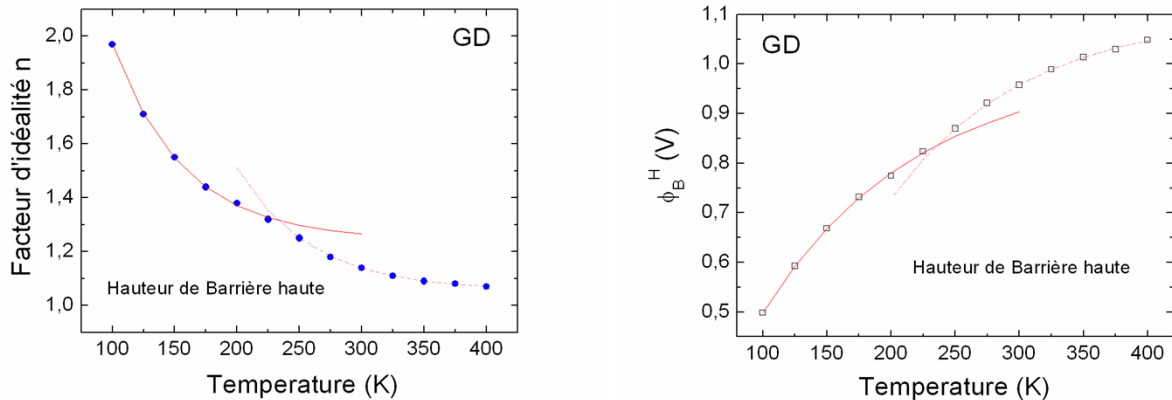 2,0
1,8
1,6
1,4
1,2
1,0
Facteur d'idéalité n
GD
Hauteur de Barrière haute
100 150 200 250 300 350 400
Temperature (K)
1,1
1,0
0,9
0,8
0,7
0,6
0,5
ϕ_B^H (V)
GD
Hauteur de Barrière haute
100 150 200 250 300 350 400
Temperature (K)